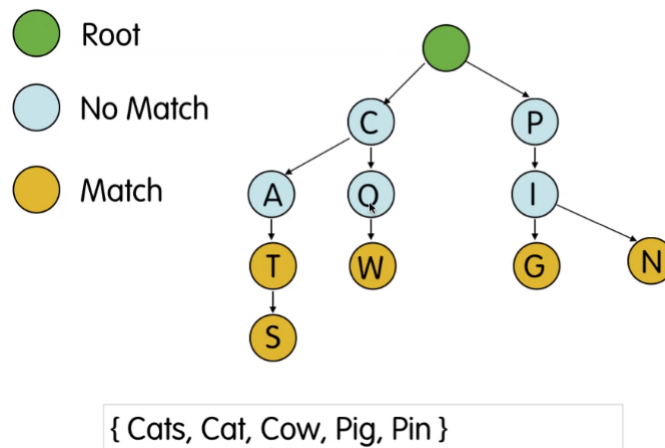 Root
No Match
Match
C
P
A
O
I
T
W
G
N
S
{ Cats, Cat, Cow, Pig, Pin }